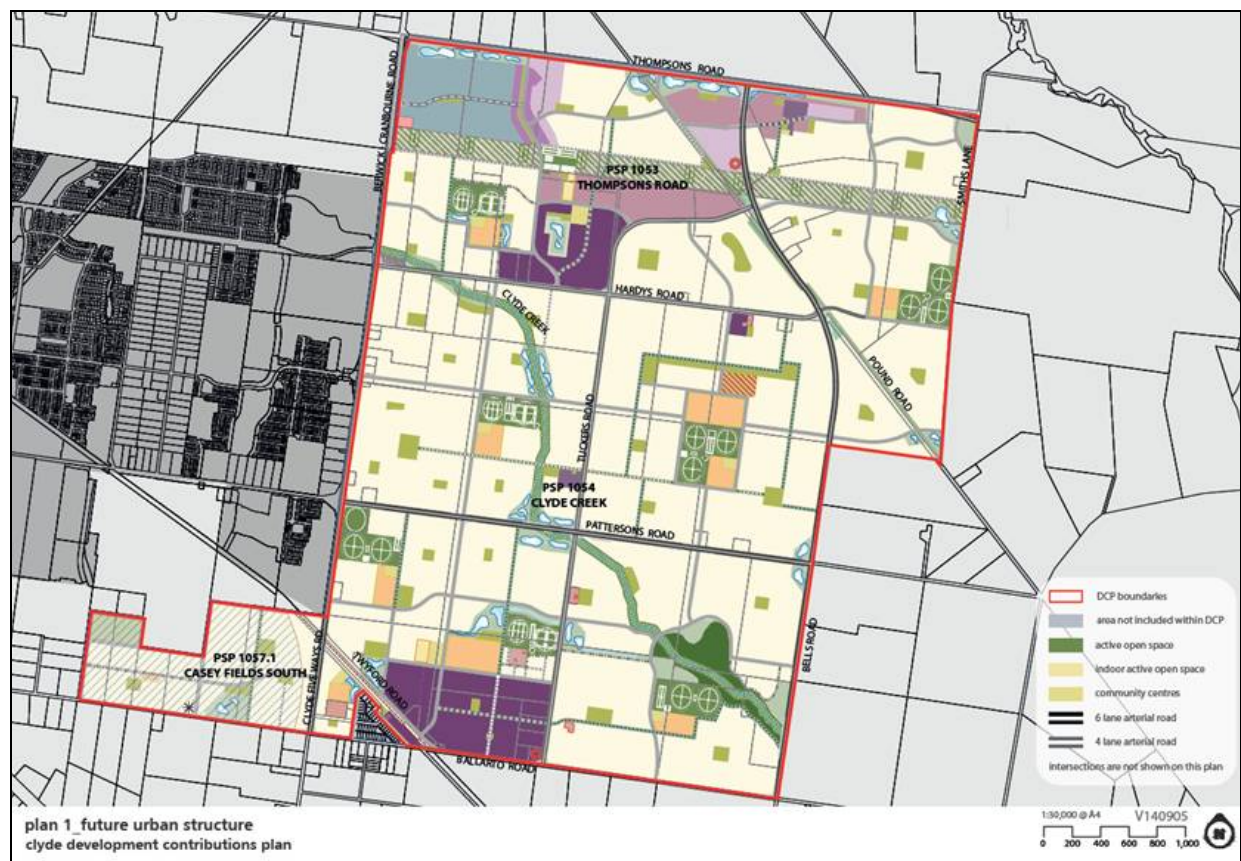 THOMPSONS ROAD
BERWICK CRANBOURNE ROAD
SMITHS LANE
PSP 1053
THOMPSONS ROAD
HARDYS ROAD
CLYDE CREEK
POUND ROAD
TUCKERS ROAD
PSP 1054
CLYDE CREEK
PATTERSONS ROAD
BELLS ROAD
PSP 1057.1
CASEY FIELDS SOUTH
CLYDE FIVE WAYS RD
TWYFORD ROAD
BALLARTO ROAD
DCP boundaries
area not included within DCP
active open space
indoor active open space
community centres
6 lane arterial road
4 lane arterial road
intersections are not shown on this plan
plan 1_future urban structure
clyde development contributions plan
1:30,000 @ A4
V140905
0 200 400 600 800 1,000